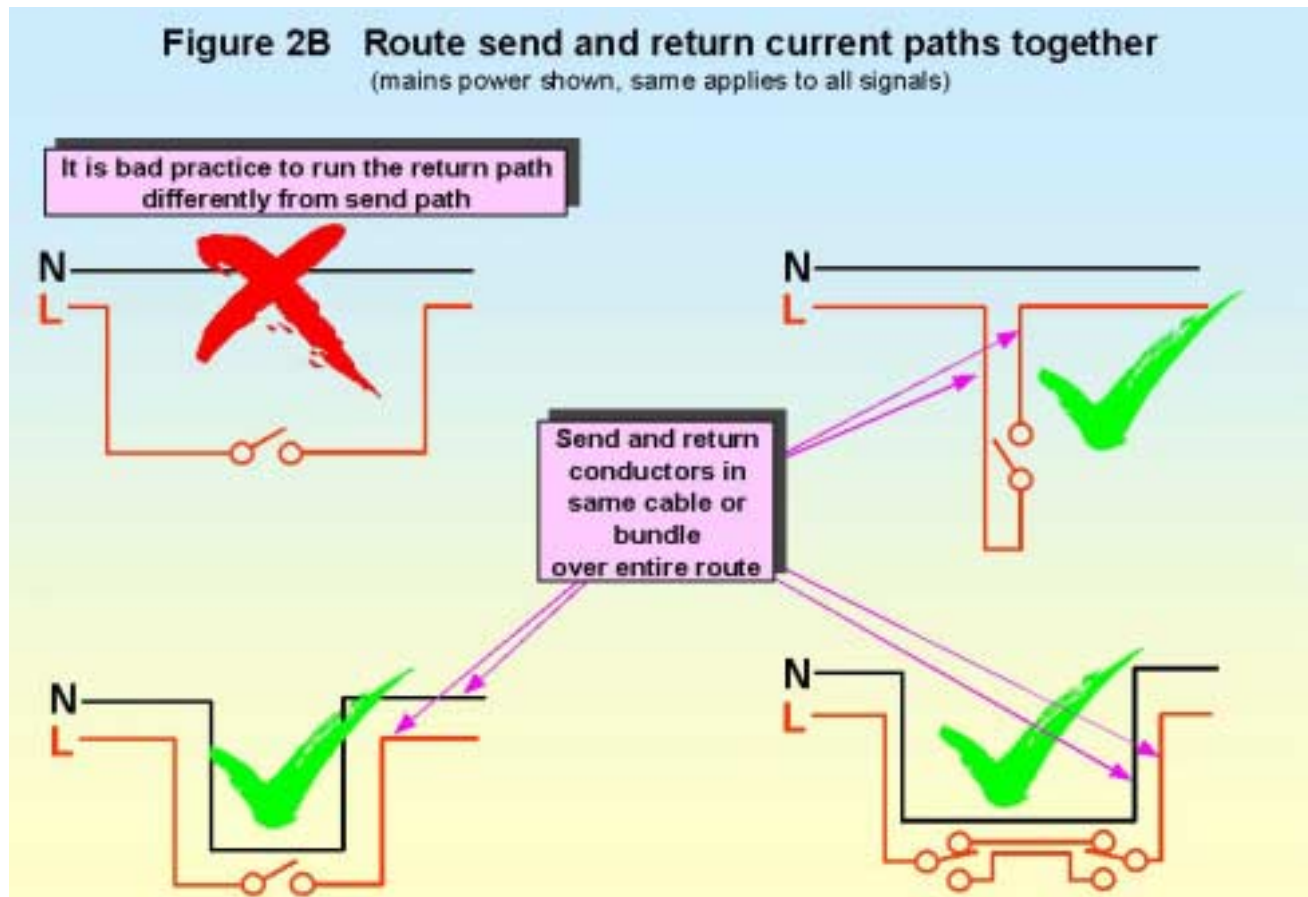 Figure 2B Route send and return current paths together
(mains power shown, same applies to all signals)
It is bad practice to run the return path
differently from send path
N
L
N
L
Send and return
conductors in
same cable or
bundle
over entire route
N
L
N
L